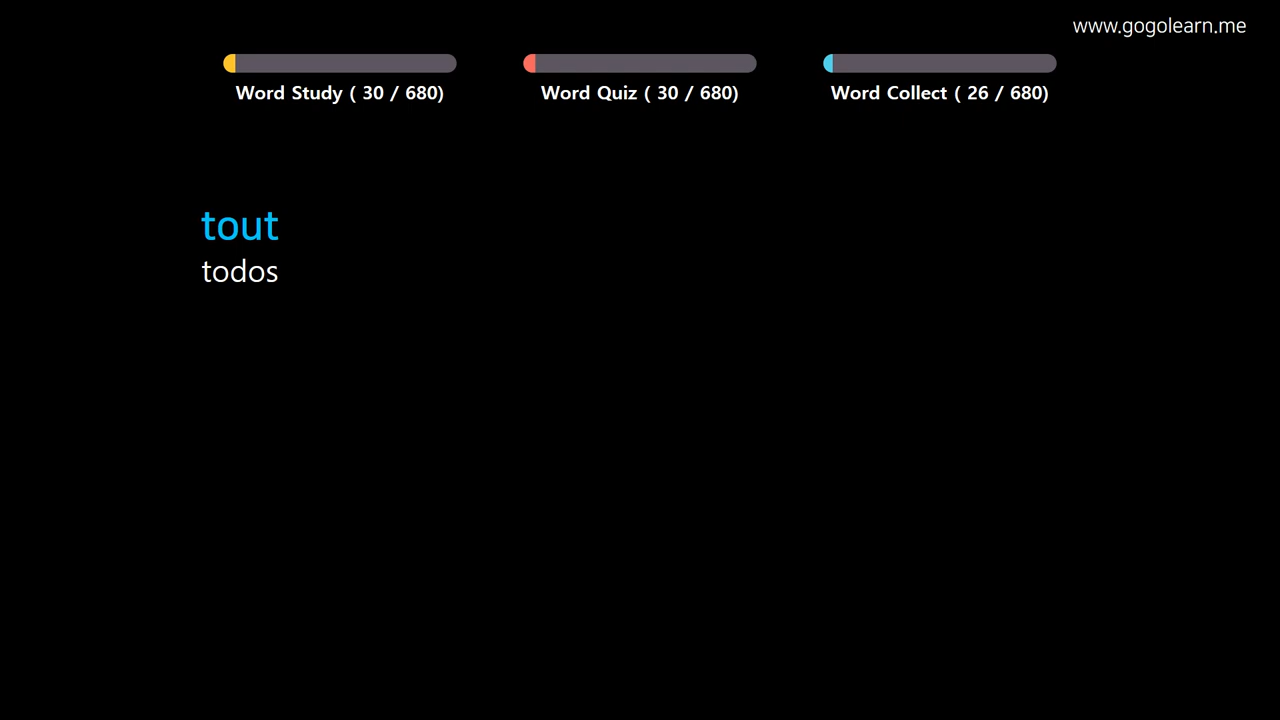 www.gogolearn.me
Word Study ( 30 / 680)
Word Quiz ( 30 / 680)
Word Collect ( 26 / 680)
tout
todos